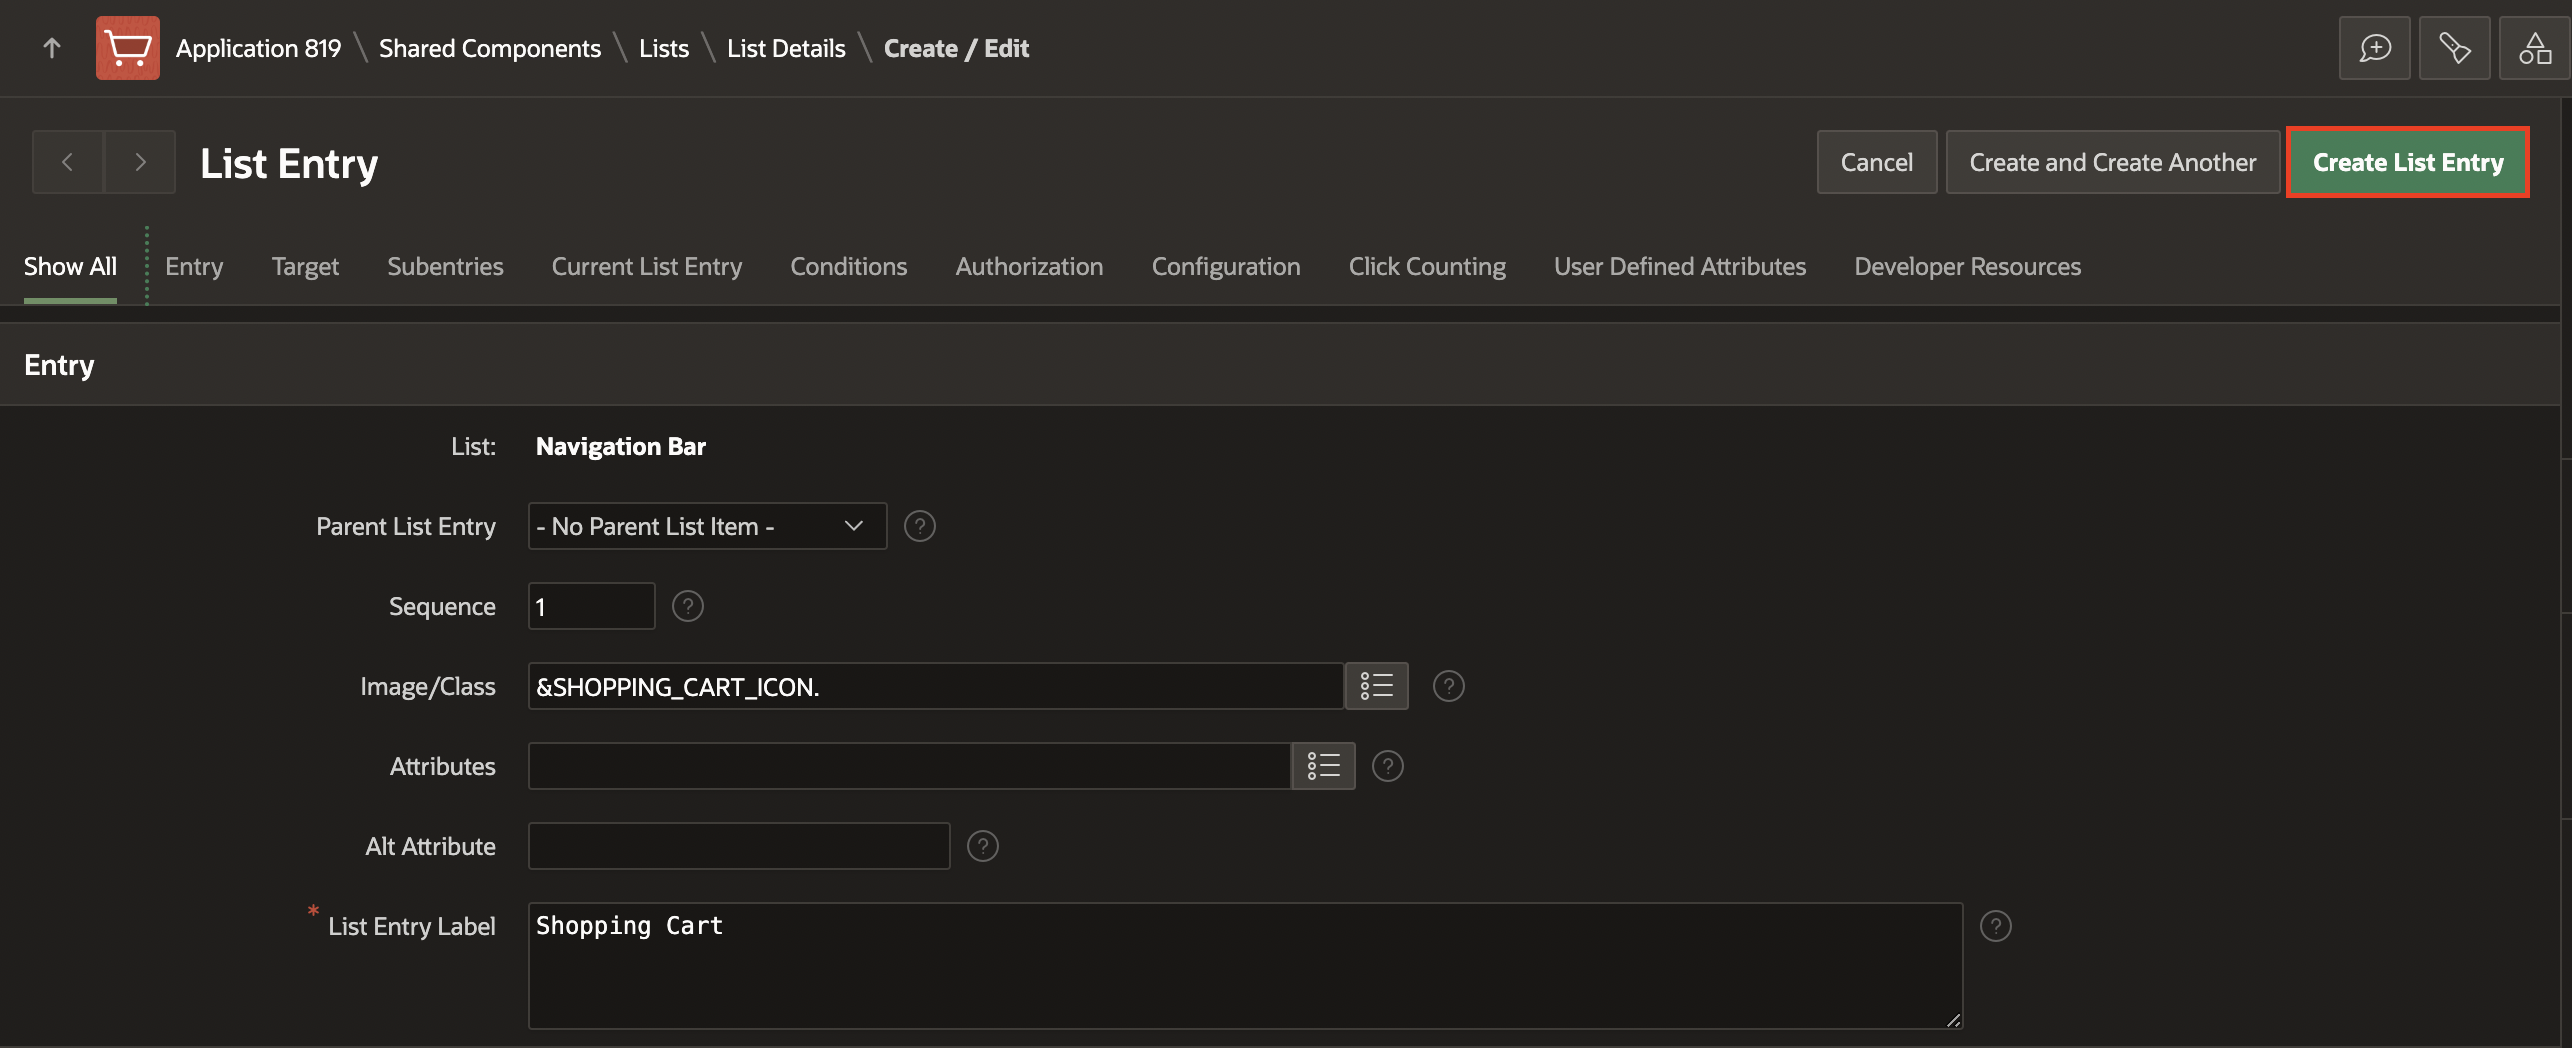 Application 819 \ Shared Components \ Lists \ List Details \ Create / Edit
List Entry
Cancel
Create and Create Another
Create List Entry
Show All
Entry
Target
Subentries
Current List Entry
Conditions
Authorization
Configuration
Click Counting
User Defined Attributes
Developer Resources
Entry
List: Navigation Bar
Parent List Entry - No Parent List Item - ?
Sequence 1 ?
Image/Class &SHOPPING_CART_ICON. ?
Attributes ?
Alt Attribute ?
* List Entry Label Shopping Cart ?